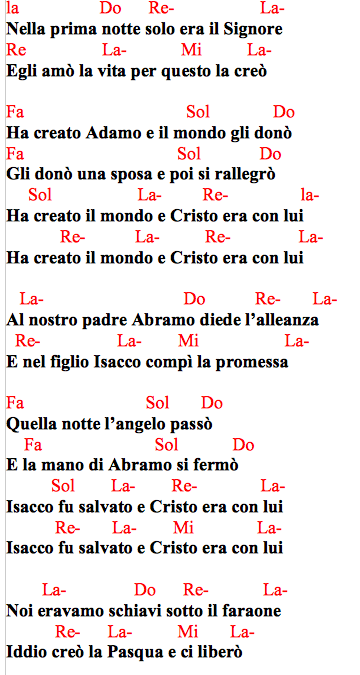 la Do Re- La-
Nella prima notte solo era il Signore
Re La- Mi La-
Egli amò la vita per questo la creò
Fa Sol Do
Ha creato Adamo e il mondo gli donò
Fa Sol Do
Gli donò una sposa e poi si rallegrò
Sol La- Re- la-
Ha creato il mondo e Cristo era con lui
Re- La- Re- La-
Ha creato il mondo e Cristo era con lui
La- Do Re- La-
Al nostro padre Abramo diede l’alleanza
Re- La- Mi La-
E nel figlio Isacco compì la promessa
Fa Sol Do
Quella notte l’angelo passò
Fa Sol Do
E la mano di Abramo si fermò
Sol La- Re- La-
Isacco fu salvato e Cristo era con lui
Re- La- Mi La-
Isacco fu salvato e Cristo era con lui
La- Do Re- La-
Noi eravamo schiavi sotto il faraone
Re- La- Mi La-
Iddio creò la Pasqua e ci liberò